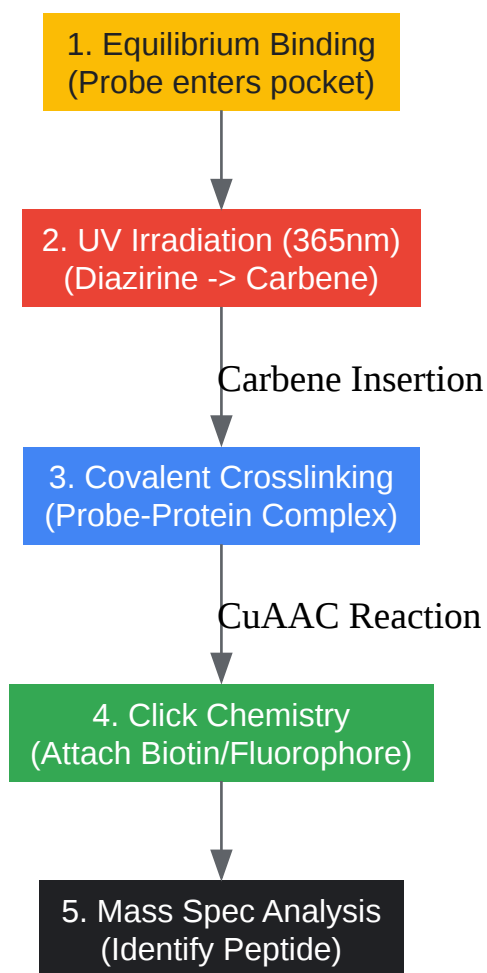 1. Equilibrium Binding
(Probe enters pocket)
2. UV Irradiation (365nm)
(Diazirine -> Carbene)
Carbene Insertion
3. Covalent Crosslinking
(Probe-Protein Complex)
CuAAC Reaction
4. Click Chemistry
(Attach Biotin/Fluorophore)
5. Mass Spec Analysis
(Identify Peptide)